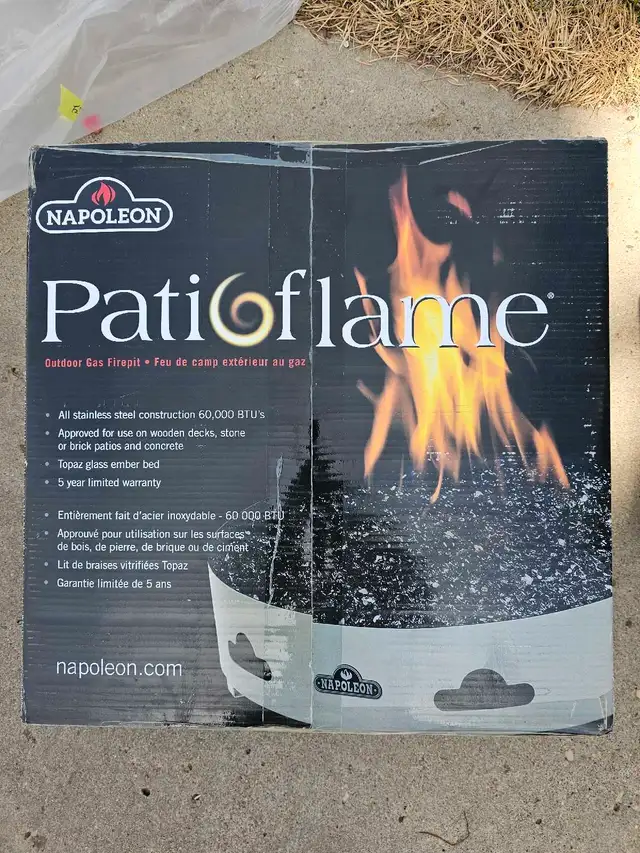 NAPOLEON
Patioflame®
Outdoor Gas Firepit • Feu de camp extérieur au gaz
• All stainless steel construction 60,000 BTU's
• Approved for use on wooden decks, stone
or brick patios and concrete
• Topaz glass ember bed
• 5 year limited warranty
• Entièrement fait d'acier inoxydable - 60 000 BTU
• Approuvé pour utilisation sur les surfaces
de bois, de pierre, de brique ou de ciment
• Lit de braises vitrifiées Topaz
• Garantie limitée de 5 ans
napoleon.com
NAPOLEON